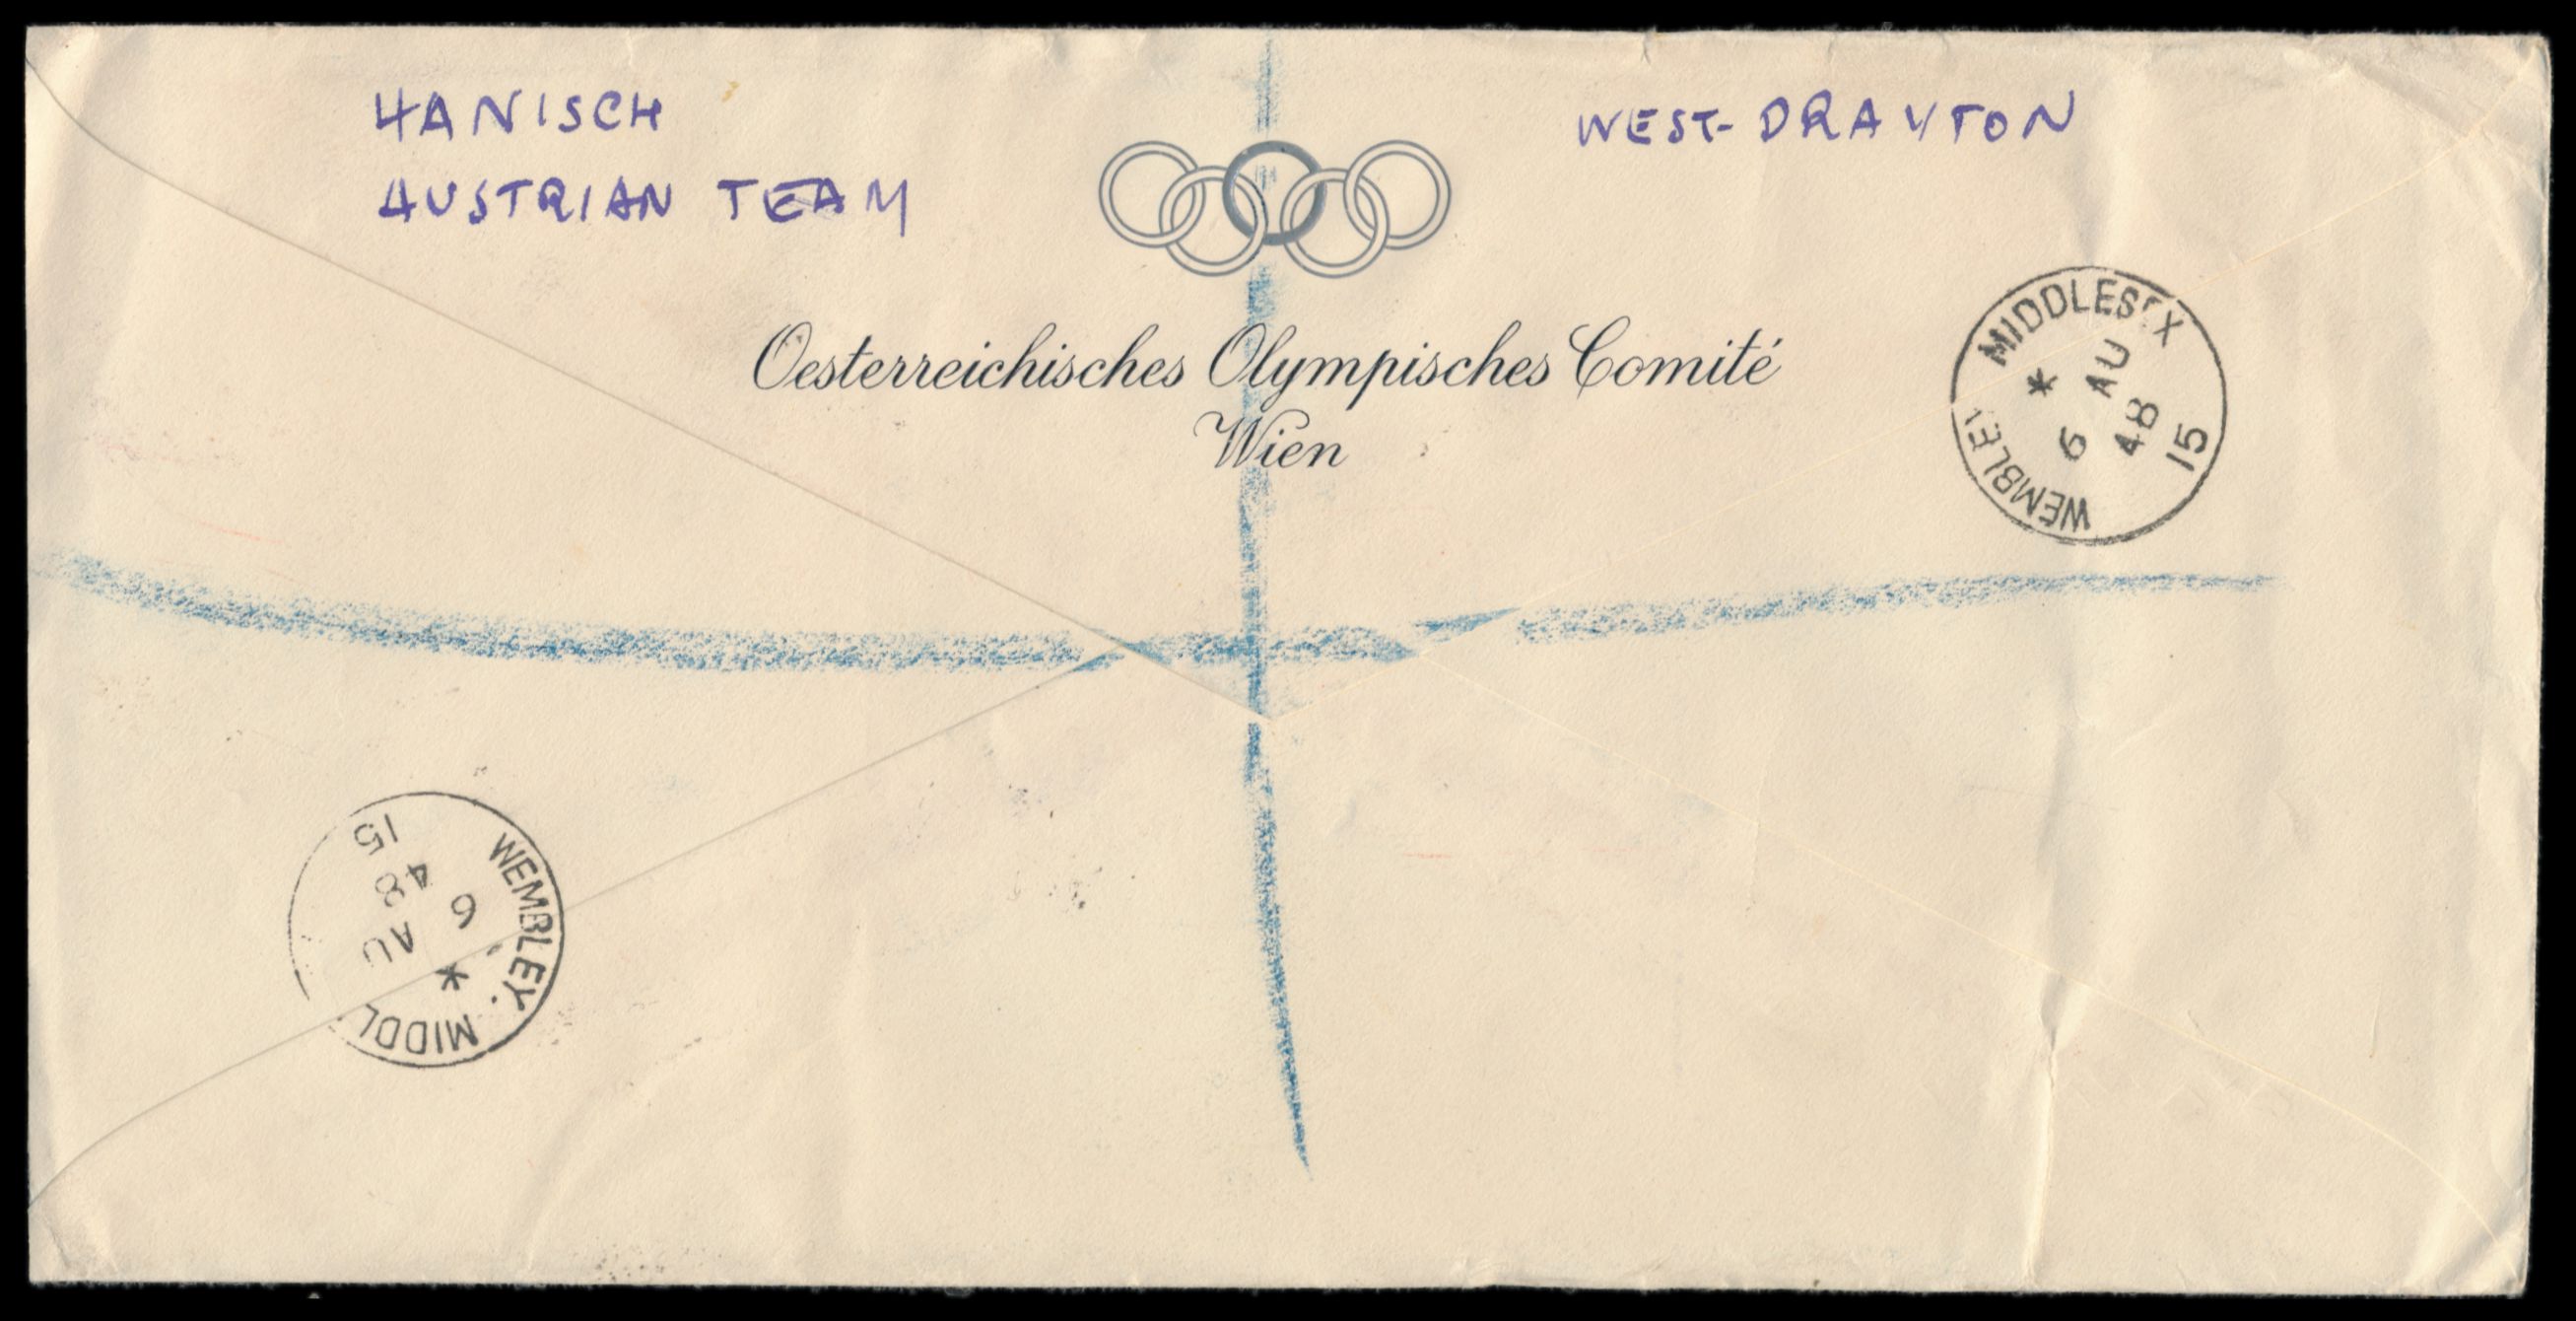 HANISCH
AUSTRIAN TEAM
WEST-DRAYTON
Oesterreichisches Olympisches Comité
Wien
MIDDLESEX
WEMBLEY
*
6 AU
48
15
WEMBLEY. MIDDL
*
6 AU
48
15